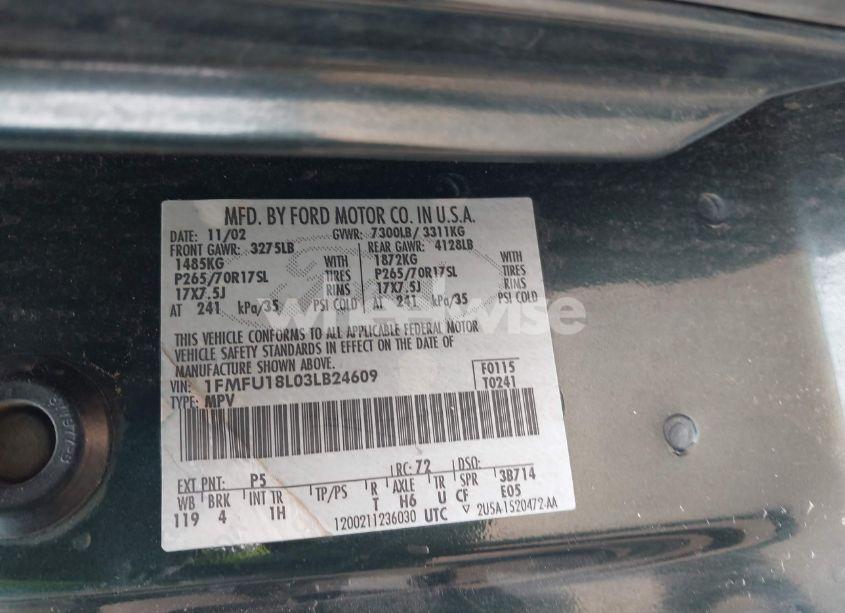 MFD. BY FORD MOTOR CO. IN U.S.A.
DATE: 11/02 GVWR: 7300LB/ 3311KG
FRONT GAWR: 3275LB REAR GAWR: 4128LB
1485KG WITH 1872KG WITH
P265/70R17SL TIRES P265/70R17SL TIRES
17X7.5J RIMS 17X7.5J RIMS
AT 241 kPa/35 PSI COLD AT 241 kPa/35 PSI COLD
wheelwise
THIS VEHICLE CONFORMS TO ALL APPLICABLE FEDERAL MOTOR
VEHICLE SAFETY STANDARDS IN EFFECT ON THE DATE OF
MANUFACTURE SHOWN ABOVE.
VIN: 1FMFU18L03LB24609 F0115
TYPE: MPV T0241
EXT PNT: P5 RC: 72 DSO:
WB BRK INT TR TP/PS R AXLE TR SPR 3B714
119 4 1H T H6 U CF E05
1200211236030 UTC ▽ 2U5A-1520472-AA